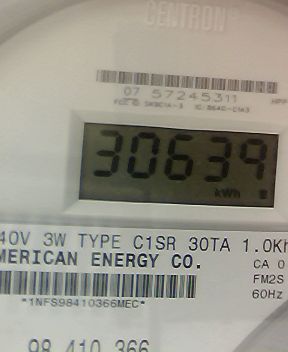 CENTRON®
07 57245311
30639
kWh
40V 3W TYPE C1SR 30TA 1.0Kh
MERICAN ENERGY CO.
CA 0
FM2S
*1NFS98410366MEC*
60Hz
98 410 366